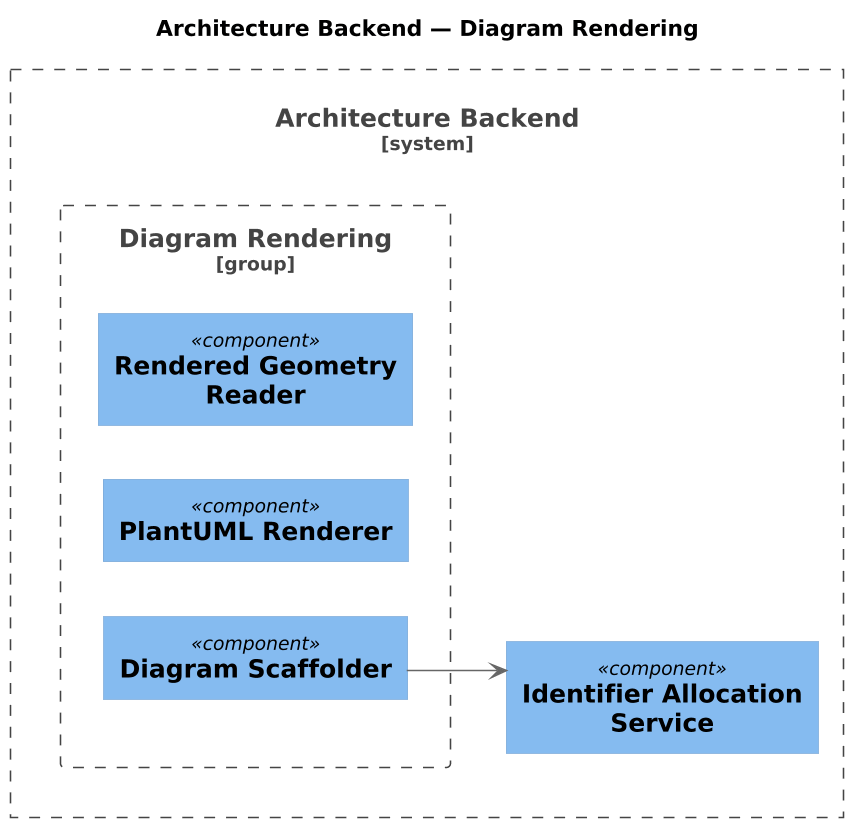 Architecture Backend — Diagram Rendering
Architecture Backend
[system]
Diagram Rendering
[group]
«component»
Rendered Geometry
Reader
«component»
PlantUML Renderer
«component»
Diagram Scaffolder
«component»
Identifier Allocation
Service